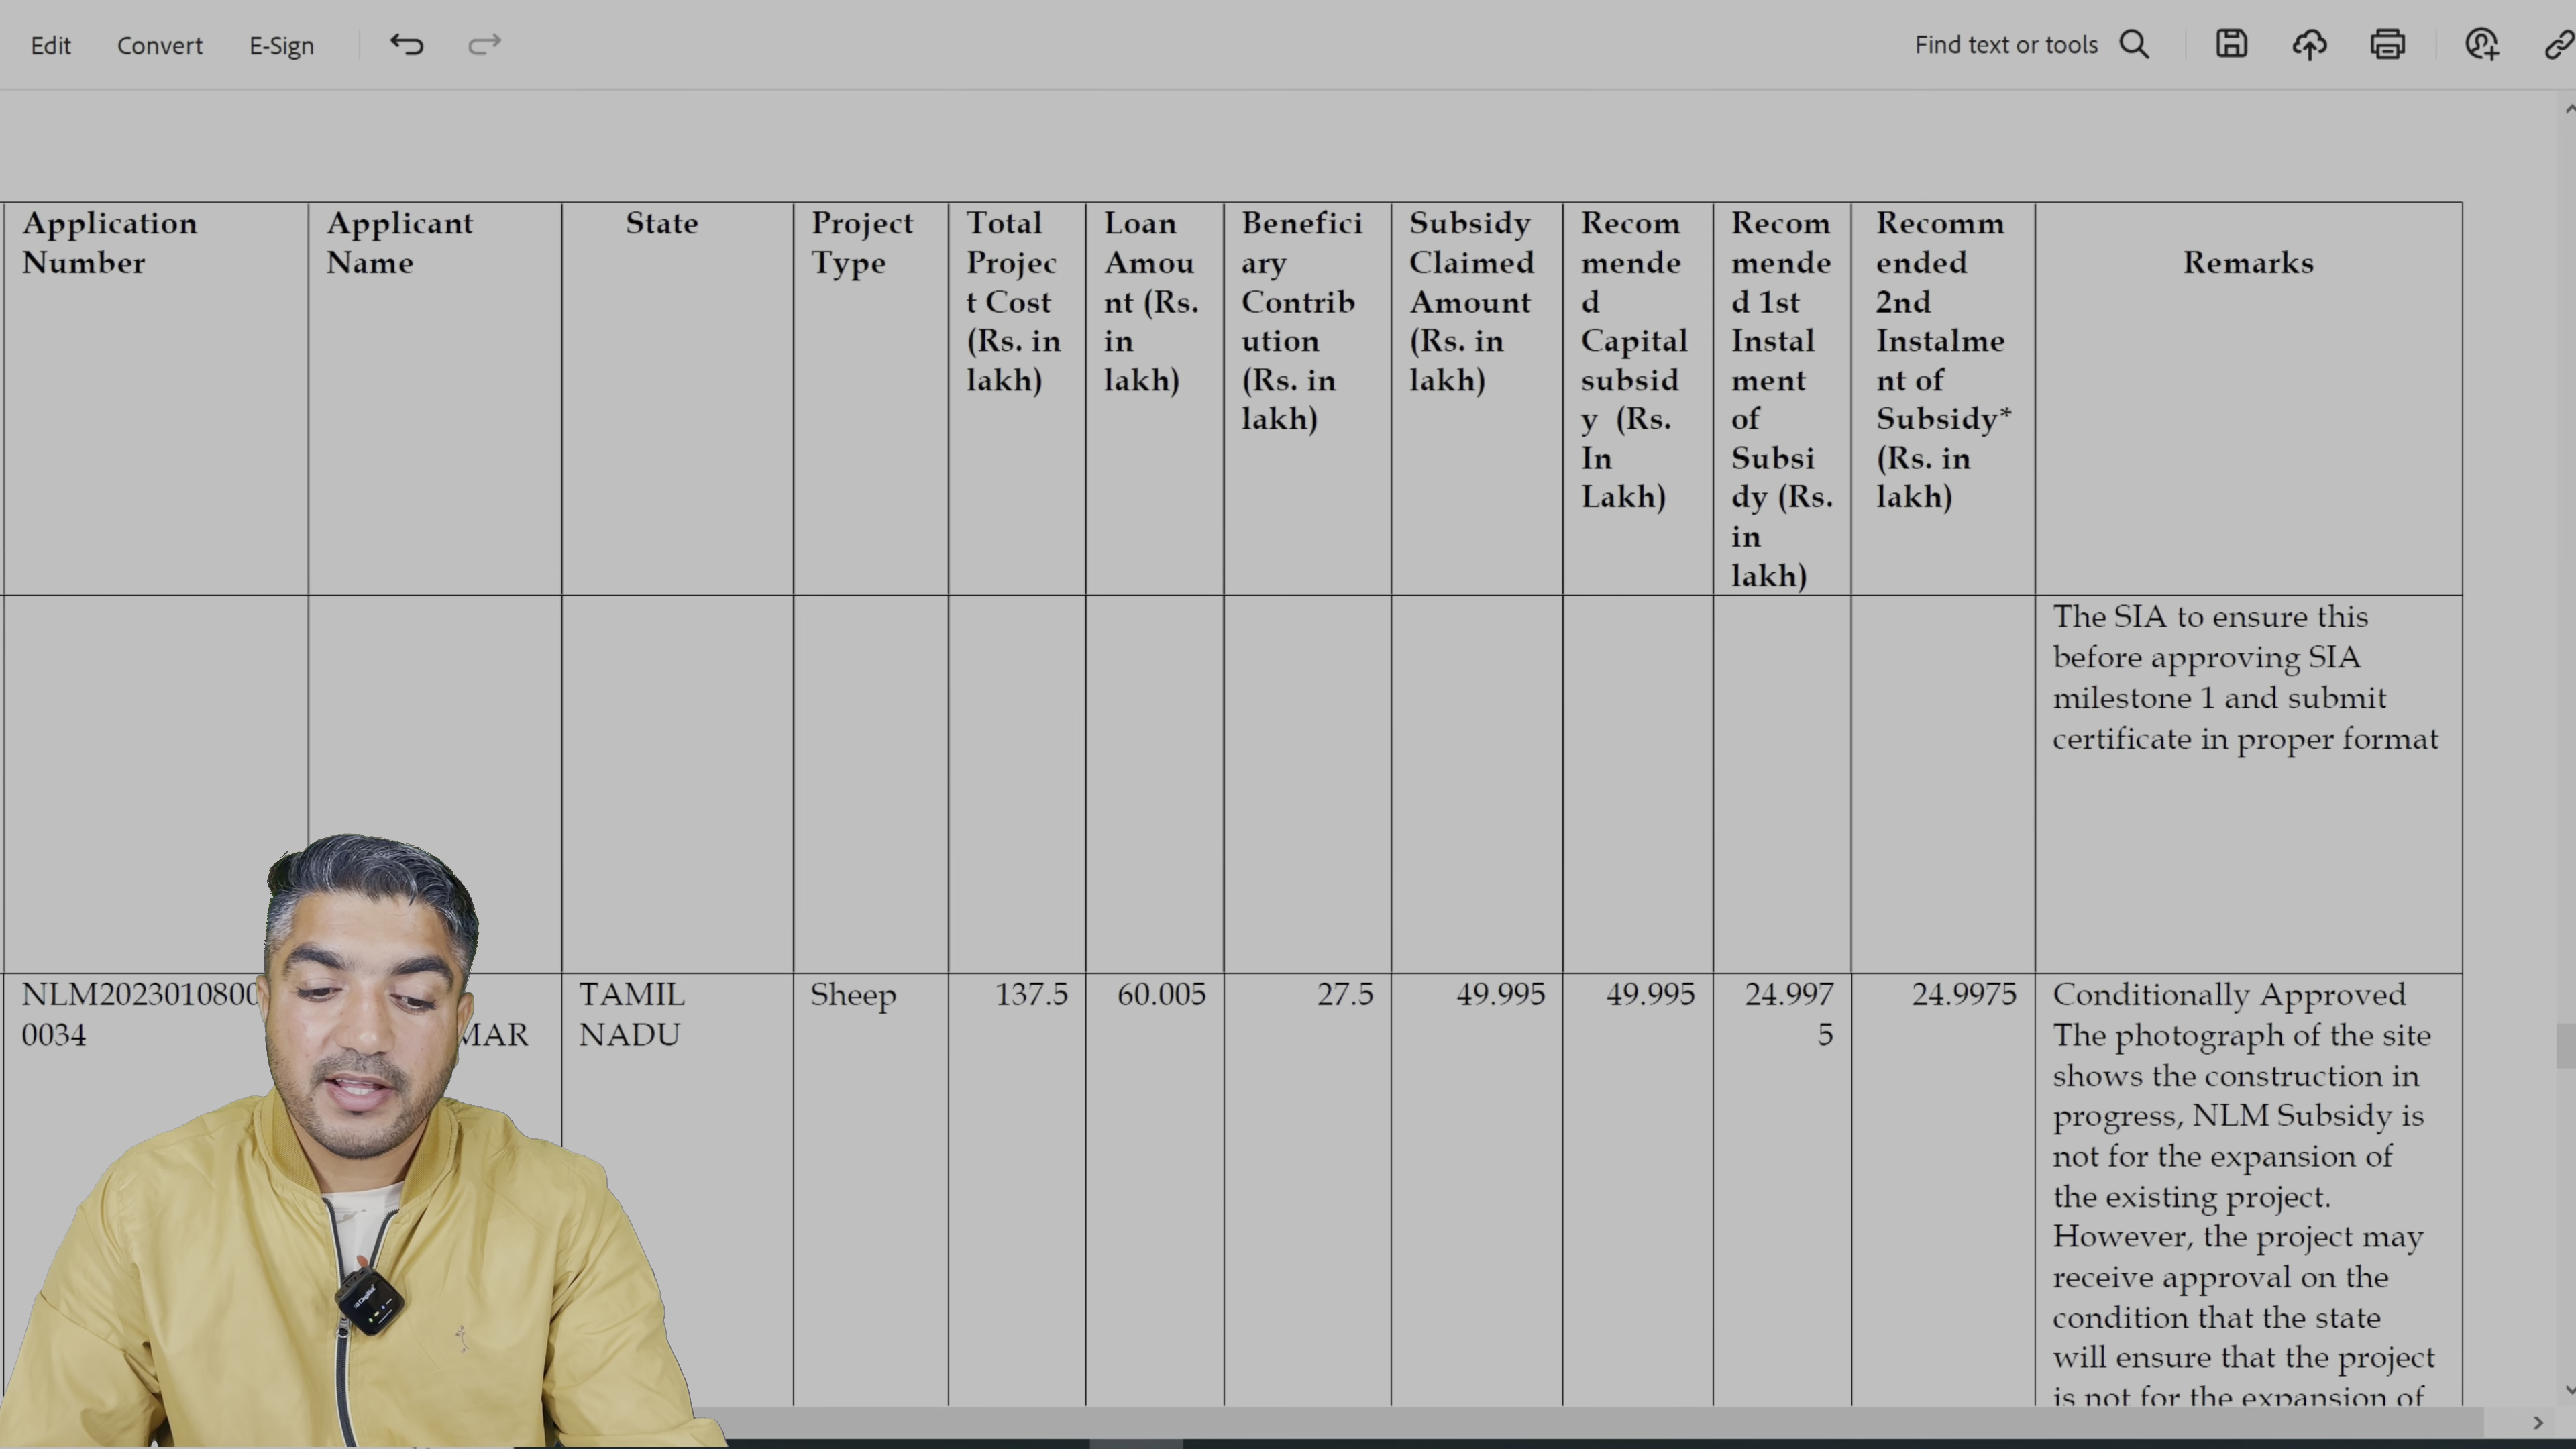 Edit Convert E-Sign Find text or tools
Application Number
Applicant Name
State
Project Type
Total Projec t Cost (Rs. in lakh)
Loan Amou nt (Rs. in lakh)
Benefici ary Contrib ution (Rs. in lakh)
Subsidy Claimed Amount (Rs. in lakh)
Recom mende d Capital subsid y (Rs. In Lakh)
Recom mende d 1st Instal ment of Subsi dy (Rs. in lakh)
Recomm ended 2nd Instalme nt of Subsidy* (Rs. in lakh)
Remarks
The SIA to ensure this
before approving SIA
milestone 1 and submit
certificate in proper format
NLM2023010800
0034
MAR
TAMIL
NADU
Sheep
137.5
60.005
27.5
49.995
49.995
24.997
5
24.9975
Conditionally Approved
The photograph of the site
shows the construction in
progress, NLM Subsidy is
not for the expansion of
the existing project.
However, the project may
receive approval on the
condition that the state
will ensure that the project
is not for the expansion of